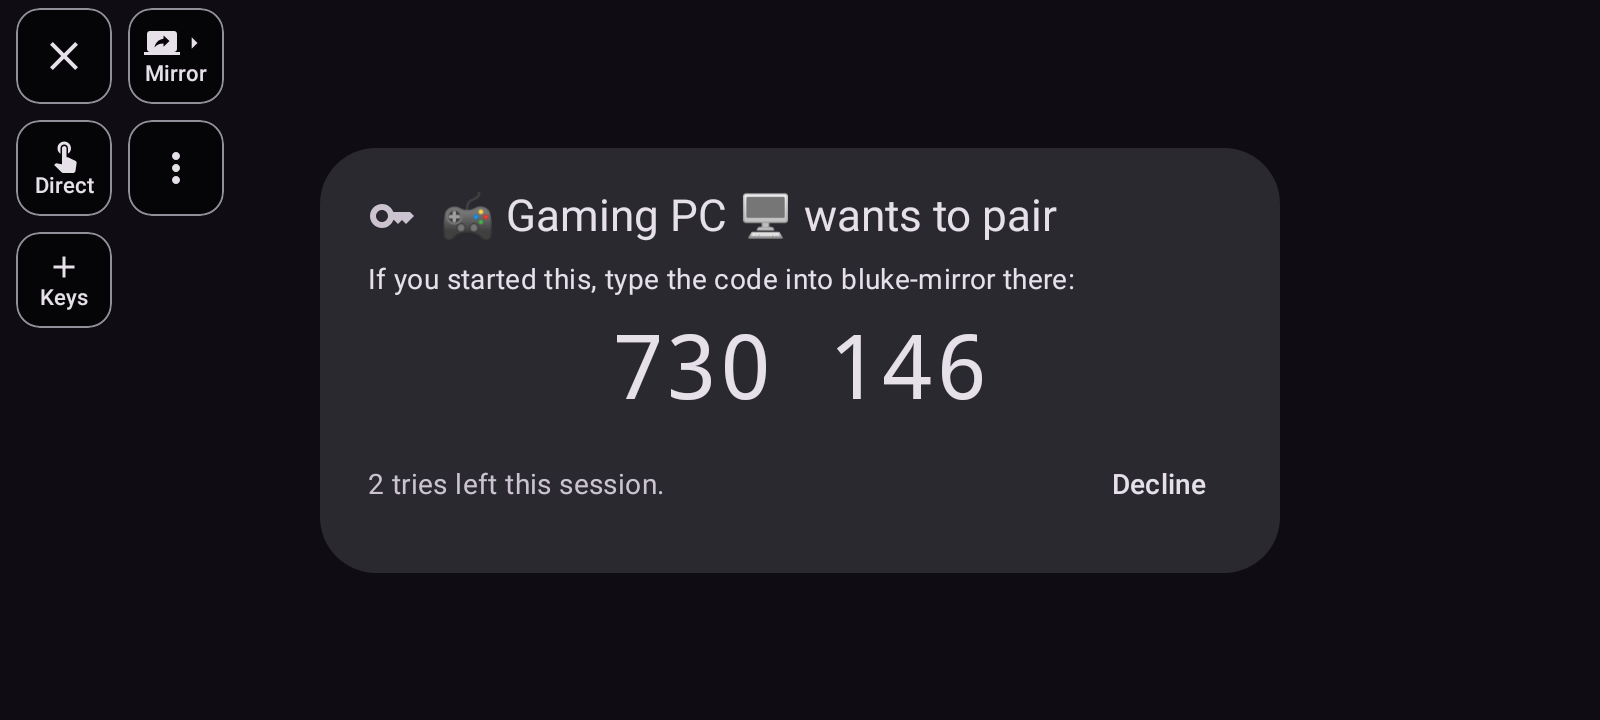 Mirror
Direct
Keys
🎮 Gaming PC 🖥️ wants to pair
If you started this, type the code into bluke-mirror there:
730 146
2 tries left this session.
Decline